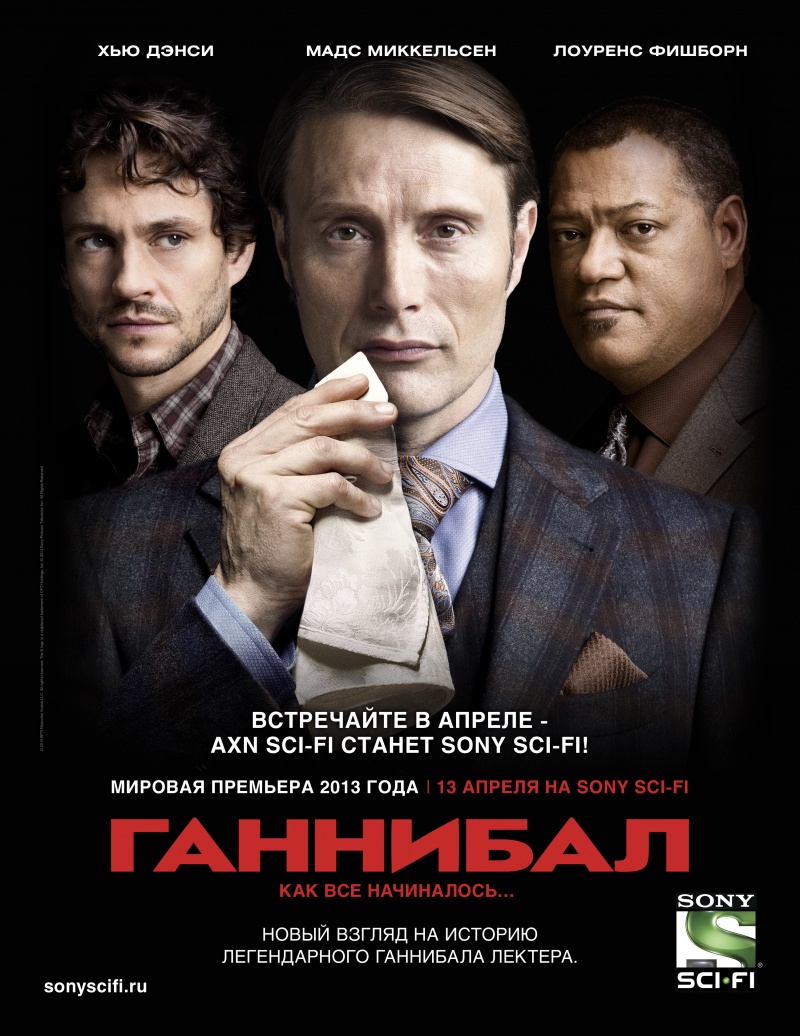 ХЬЮ ДЭНСИ
МАДС МИККЕЛЬСЕН
ЛОУРЕНС ФИШБОРН
ВСТРЕЧАЙТЕ В АПРЕЛЕ -
AXN SCI-FI СТАНЕТ SONY SCI-FI!
МИРОВАЯ ПРЕМЬЕРА 2013 ГОДА | 13 АПРЕЛЯ НА SONY SCI-FI
ГАННИБАЛ
КАК ВСЕ НАЧИНАЛОСЬ...
НОВЫЙ ВЗГЛЯД НА ИСТОРИЮ
ЛЕГЕНДАРНОГО ГАННИБАЛА ЛЕКТЕРА.
sonyscifi.ru
SONY
S
SCI•FI